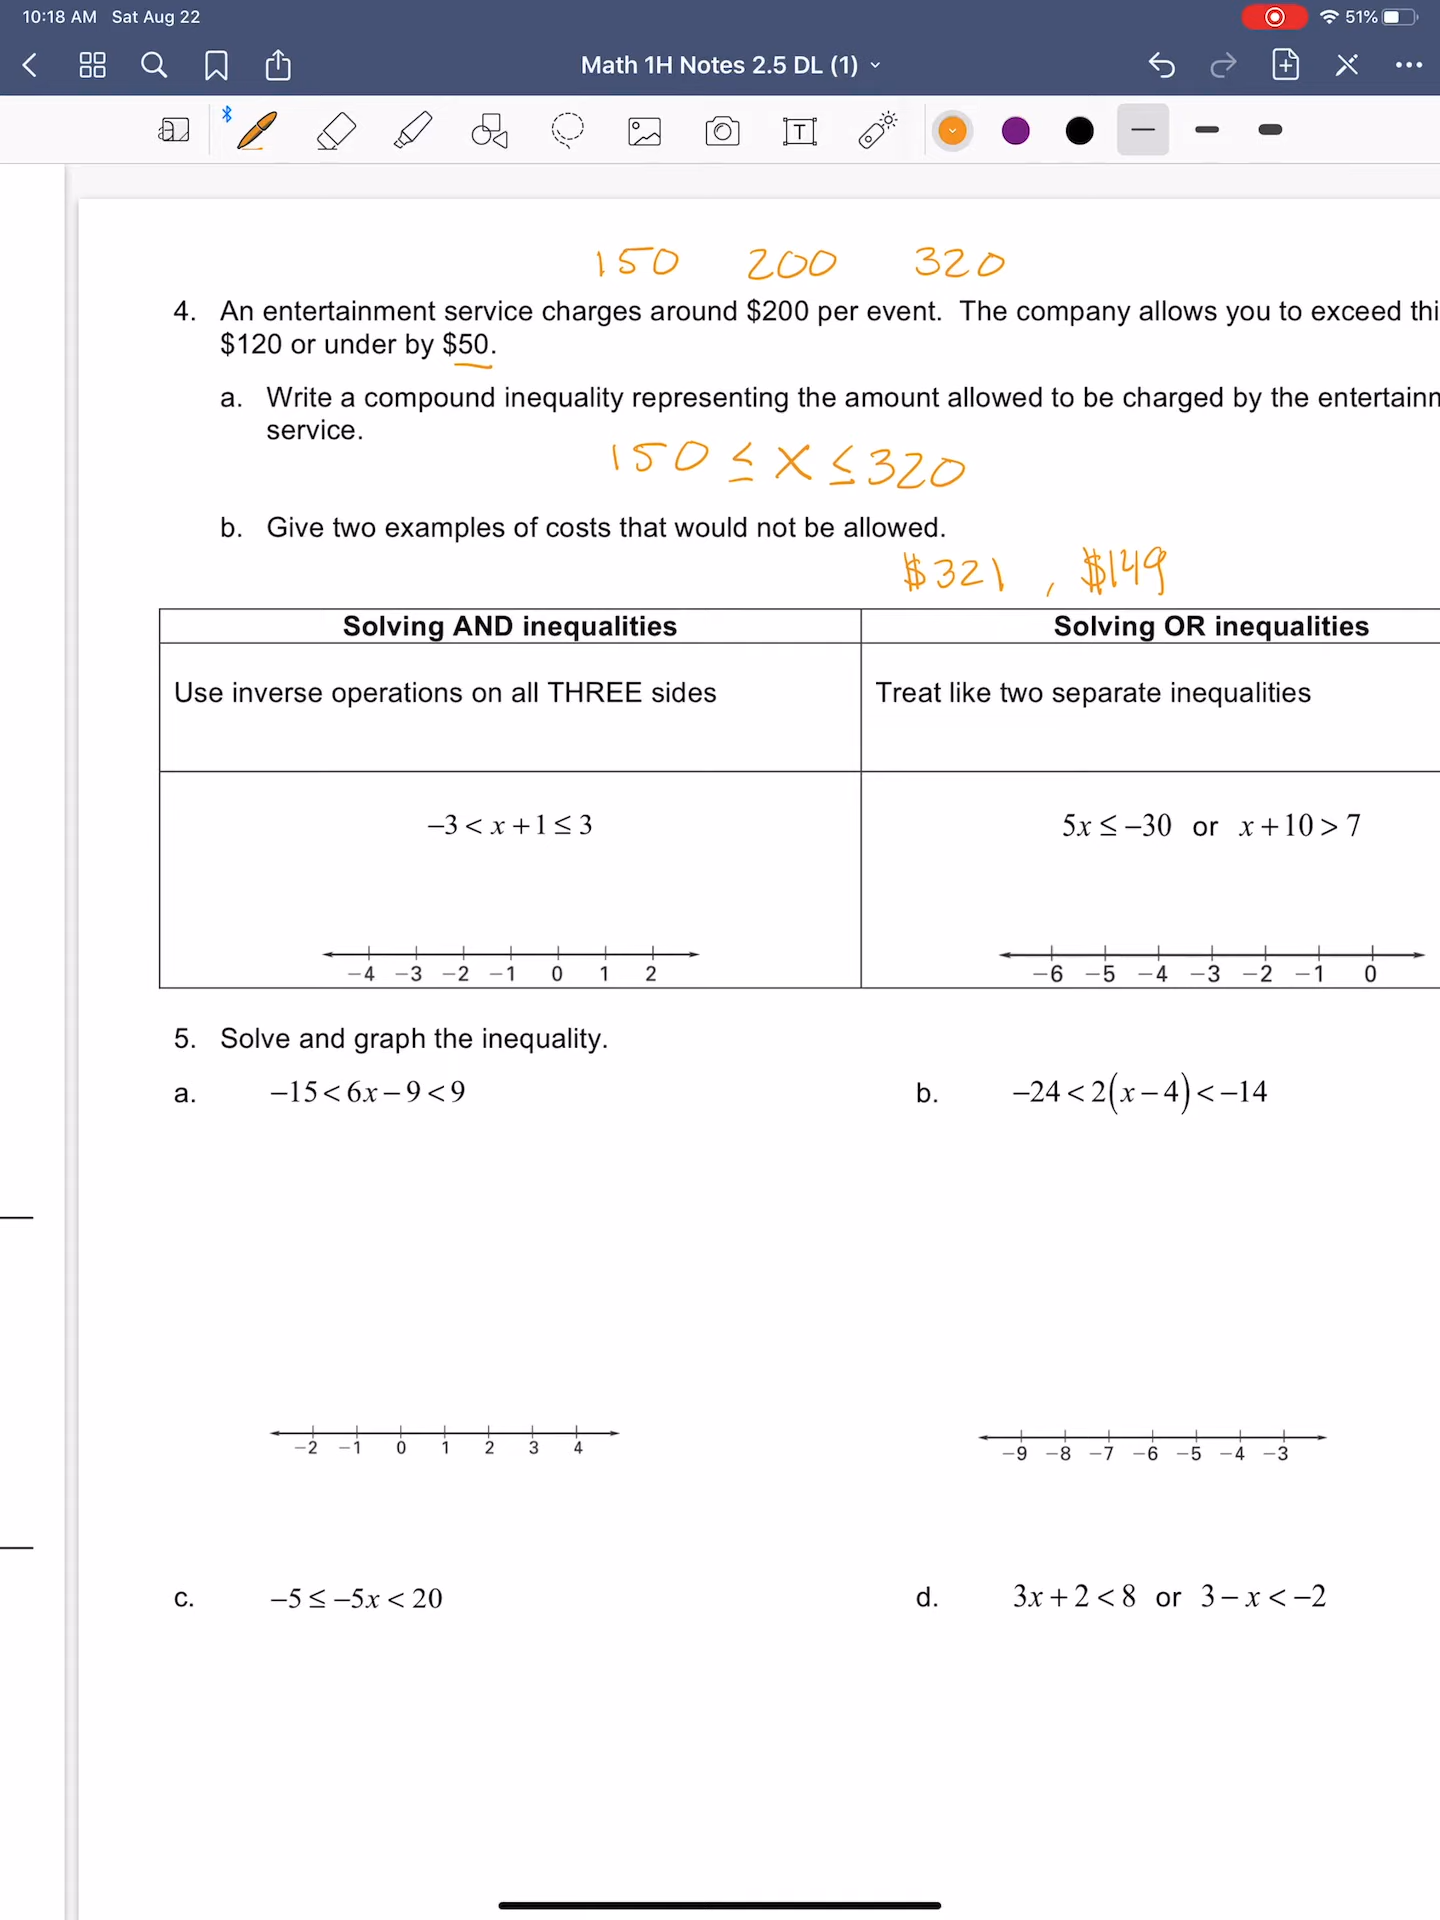 10:18 AM Sat Aug 22
51%
Math 1H Notes 2.5 DL (1)
150 200 320
4. An entertainment service charges around $200 per event. The company allows you to exceed thi
$120 or under by $50.
a. Write a compound inequality representing the amount allowed to be charged by the entertainm
service.
150 ≤ x ≤ 320
b. Give two examples of costs that would not be allowed.
$321 , $149
Solving AND inequalities
Solving OR inequalities
Use inverse operations on all THREE sides
Treat like two separate inequalities
−3 < x + 1 ≤ 3
5x ≤ −30 or x + 10 > 7
−4 −3 −2 −1 0 1 2
−6 −5 −4 −3 −2 −1 0
5. Solve and graph the inequality.
a. −15 < 6x − 9 < 9
b. −24 < 2(x − 4) < −14
−2 −1 0 1 2 3 4
−9 −8 −7 −6 −5 −4 −3
c. −5 ≤ −5x < 20
d. 3x + 2 < 8 or 3 − x < −2